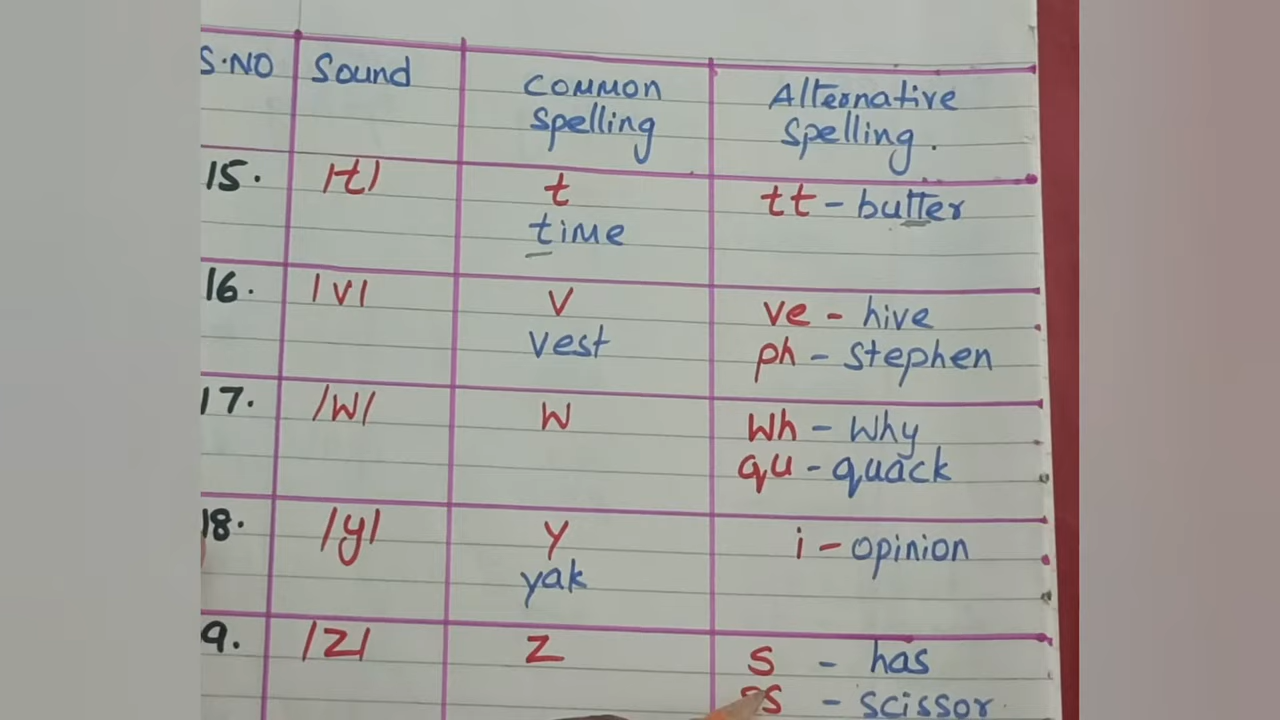 S.NO Sound Common Spelling Alternative Spelling.
15. /t/ t tt - butter
time
16. /v/ v ve - hive
vest ph - Stephen
17. /w/ w wh - why
qu - quack
18. /y/ y i - opinion
yak
9. /z/ z s - has
ss - scissor